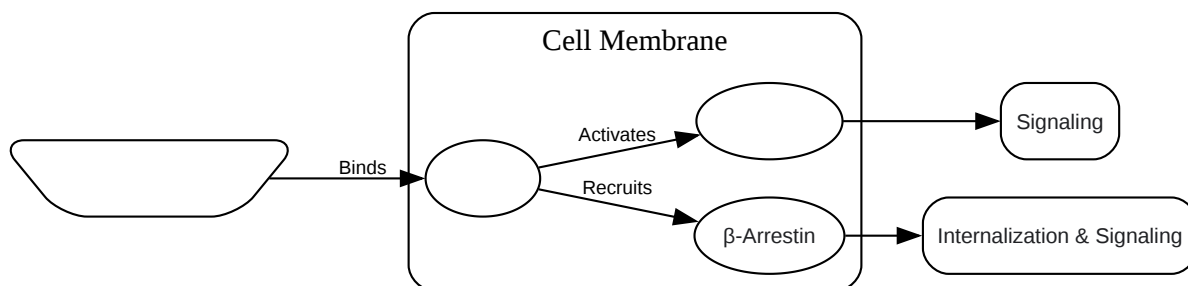 Cell Membrane
Binds
Activates
Recruits
β-Arrestin
Signaling
Internalization & Signaling